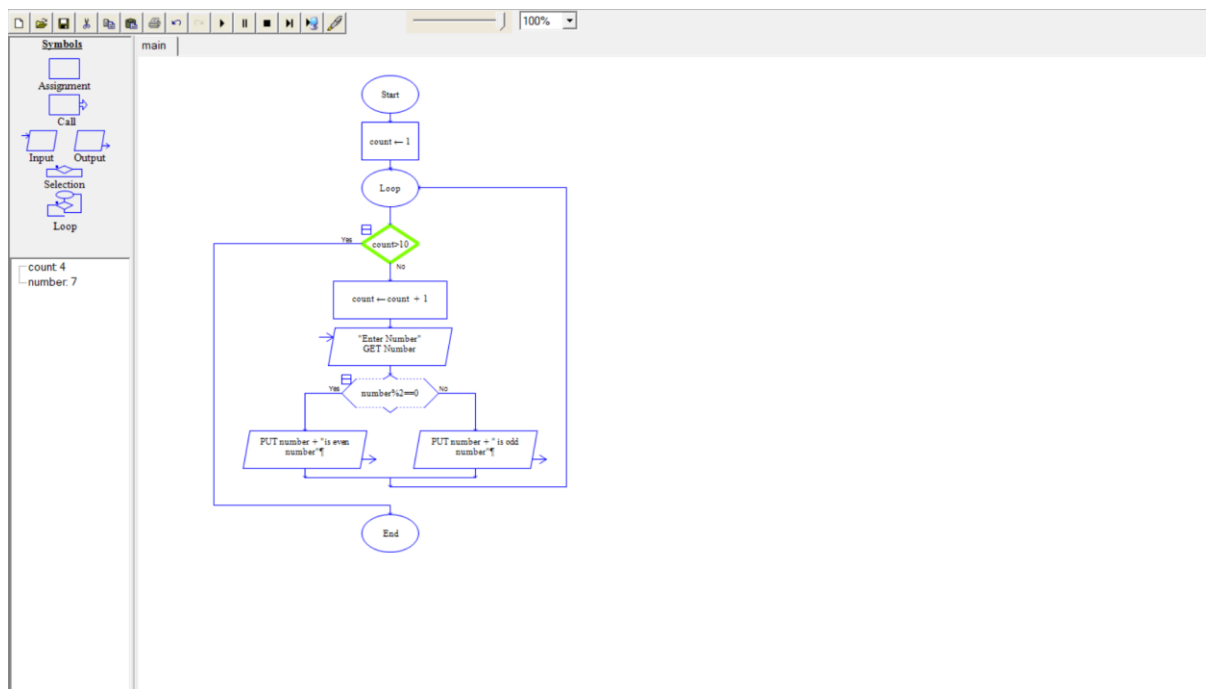 100%
Symbols
main
Assignment
Call
Input Output
Selection
Loop
count: 4
number: 7
Start
count ← 1
Loop
Yes
count>10
No
count ← count + 1
"Enter Number"
GET Number
Yes
number%2==0
No
PUT number + "is even
number"¶
PUT number + " is odd
number"¶
End